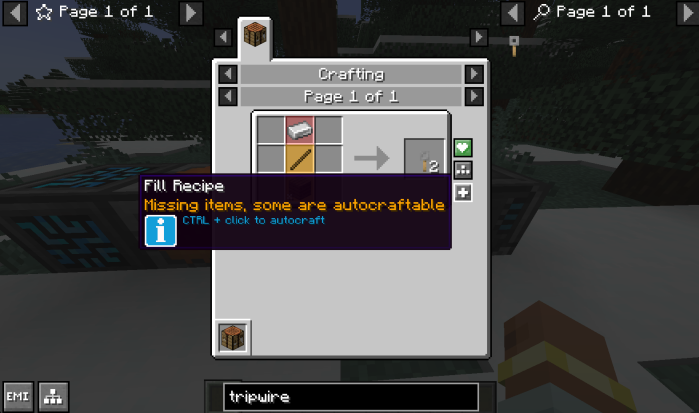 Page 1 of 1
Page 1 of 1
Crafting
Page 1 of 1
2
Fill Recipe
Missing items, some are autocraftable
CTRL + click to autocraft
EMI
tripwire